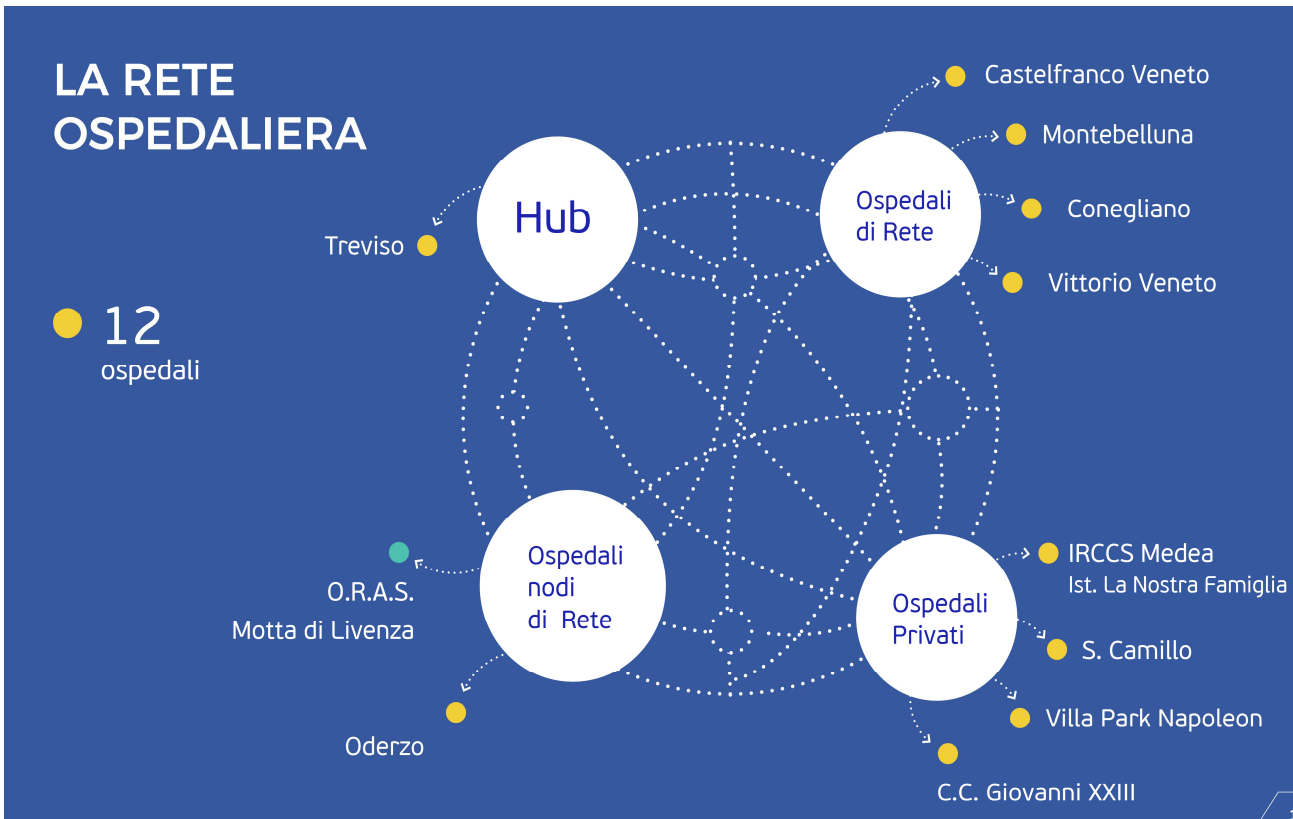 LA RETE
OSPEDALIERA
12
ospedali
Hub
Treviso
Ospedali
di Rete
Castelfranco Veneto
Montebelluna
Conegliano
Vittorio Veneto
Ospedali
nodi
di Rete
O.R.A.S.
Motta di Livenza
Oderzo
Ospedali
Privati
IRCCS Medea
Ist. La Nostra Famiglia
S. Camillo
Villa Park Napoleon
C.C. Giovanni XXIII